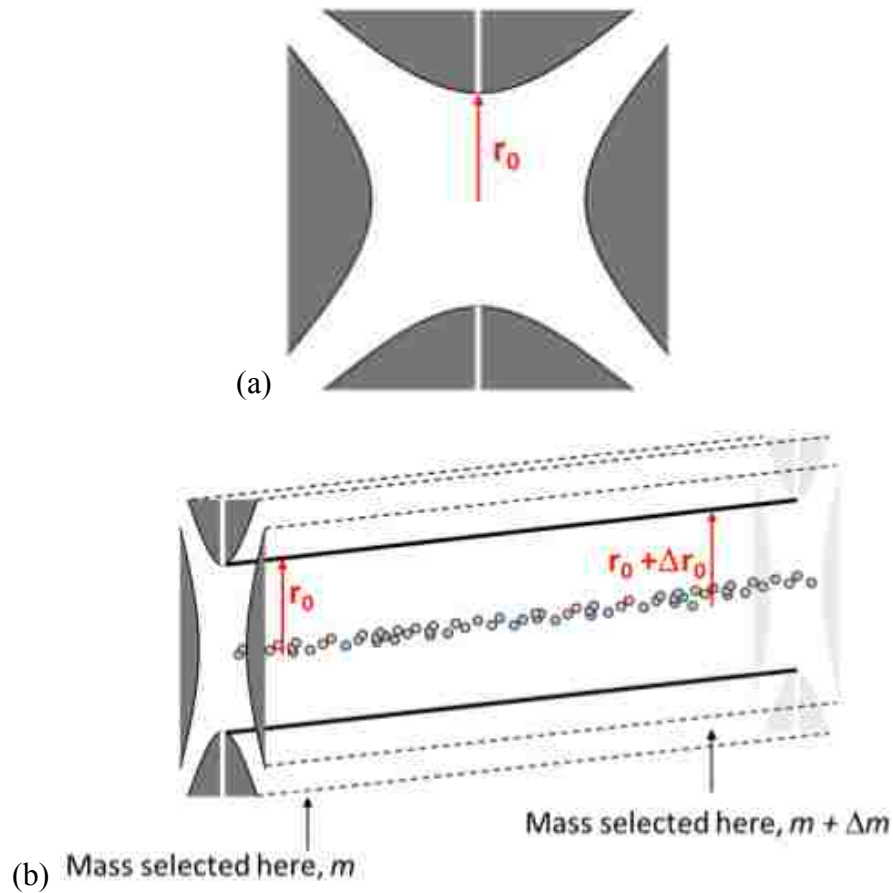 r₀
(a)
r₀
r₀ +Δr₀
Mass selected here, m + Δm
(b) Mass selected here, m